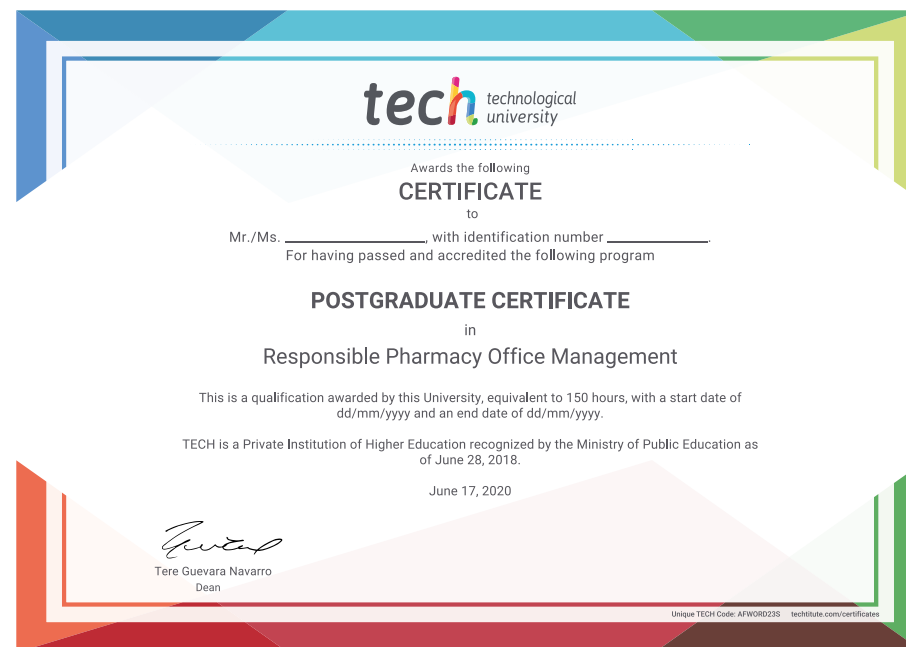 tech technological
university
Awards the following
CERTIFICATE
to
Mr./Ms. ____________, with identification number ____________.
For having passed and accredited the following program
POSTGRADUATE CERTIFICATE
in
Responsible Pharmacy Office Management
This is a qualification awarded by this University, equivalent to 150 hours, with a start date of
dd/mm/yyyy and an end date of dd/mm/yyyy.
TECH is a Private Institution of Higher Education recognized by the Ministry of Public Education as
of June 28, 2018.
June 17, 2020
Tere Guevara Navarro
Dean
Unique TECH Code: AFWORD23S techtitute.com/certificates